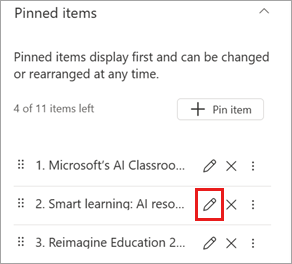 Pinned items
Pinned items display first and can be changed
or rearranged at any time.
4 of 11 items left
Pin item
1. Microsoft's AI Classroo...
2. Smart learning: AI reso...
3. Reimagine Education 2...